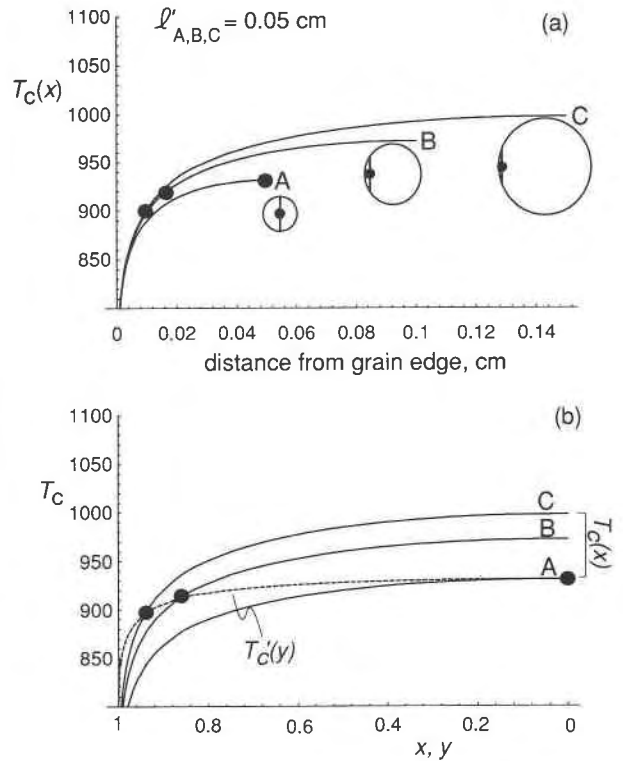 ℓ'A,B,C = 0.05 cm
(a)
1100
1050
TC(x)
1000
950
900
850
C
B
A
0 0.02 0.04 0.06 0.08 0.1 0.12 0.14
distance from grain edge, cm
(b)
1100
1050
TC
1000
950
900
850
C
B
A
TC(x)
TC'(y)
1 0.8 0.6 0.4 0.2 0
x, y